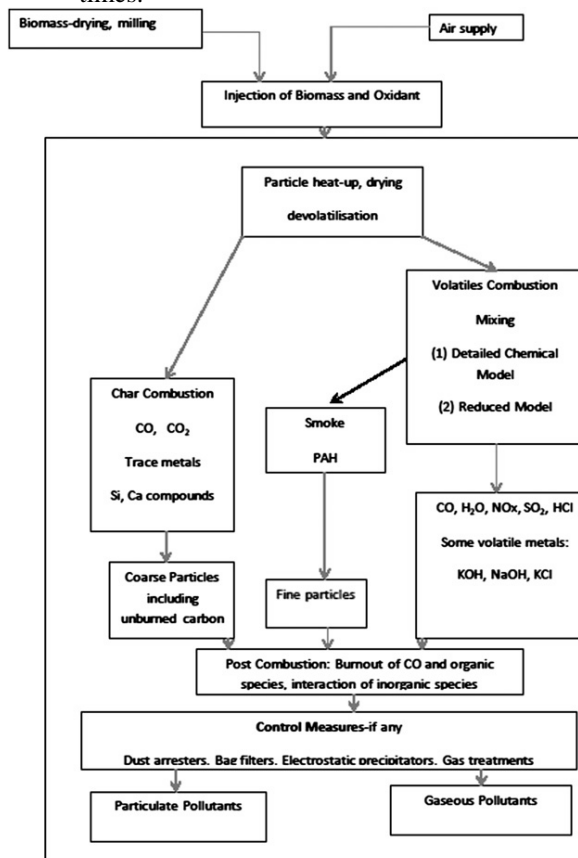 times.
Biomass-drying, milling
Air supply
Injection of Biomass and Oxidant
Particle heat-up, drying
devolatilisation
Volatiles Combustion
Mixing
(1) Detailed Chemical
Model
(2) Reduced Model
Char Combustion
CO, CO₂
Trace metals
Si, Ca compounds
Smoke
PAH
CO, H₂O, NOx, SO₂, HCl
Some volatile metals:
KOH, NaOH, KCl
Coarse Particles
including
unburned carbon
Fine particles
Post Combustion: Burnout of CO and organic
species, interaction of inorganic species
Control Measures-if any
Dust arresters. Bag filters. Electrostatic precipitators. Gas treatments
Particulate Pollutants
Gaseous Pollutants